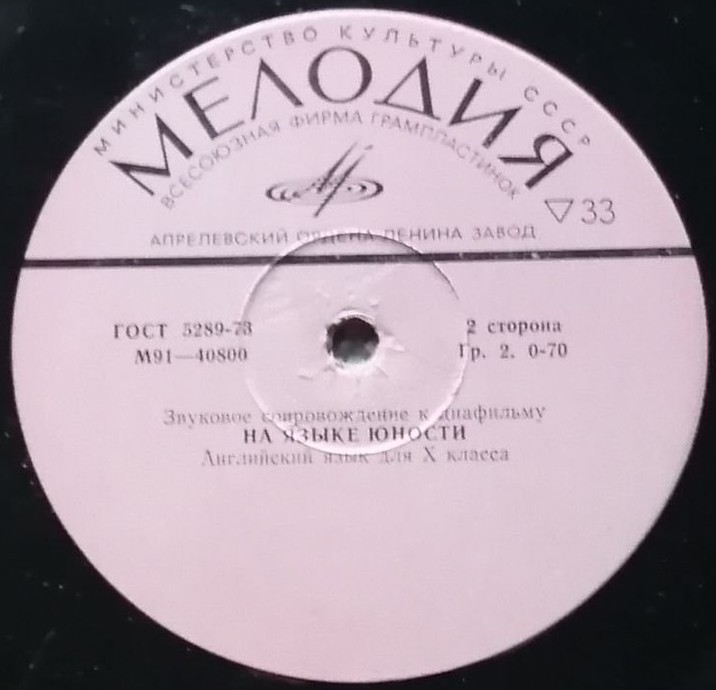 МИНИСТЕРСТВО КУЛЬТУРЫ СССР
МЕЛОДИЯ
ВСЕСОЮЗНАЯ ФИРМА ГРАМПЛАСТИНОК
▽33
АПРЕЛЕВСКИЙ ОРДЕНА ЛЕНИНА ЗАВОД
ГОСТ 5289-73
2 сторона
М91—40800
Гр. 2. 0-70
Звуковое сопровождение к диафильму
НА ЯЗЫКЕ ЮНОСТИ
Английский язык для X класса